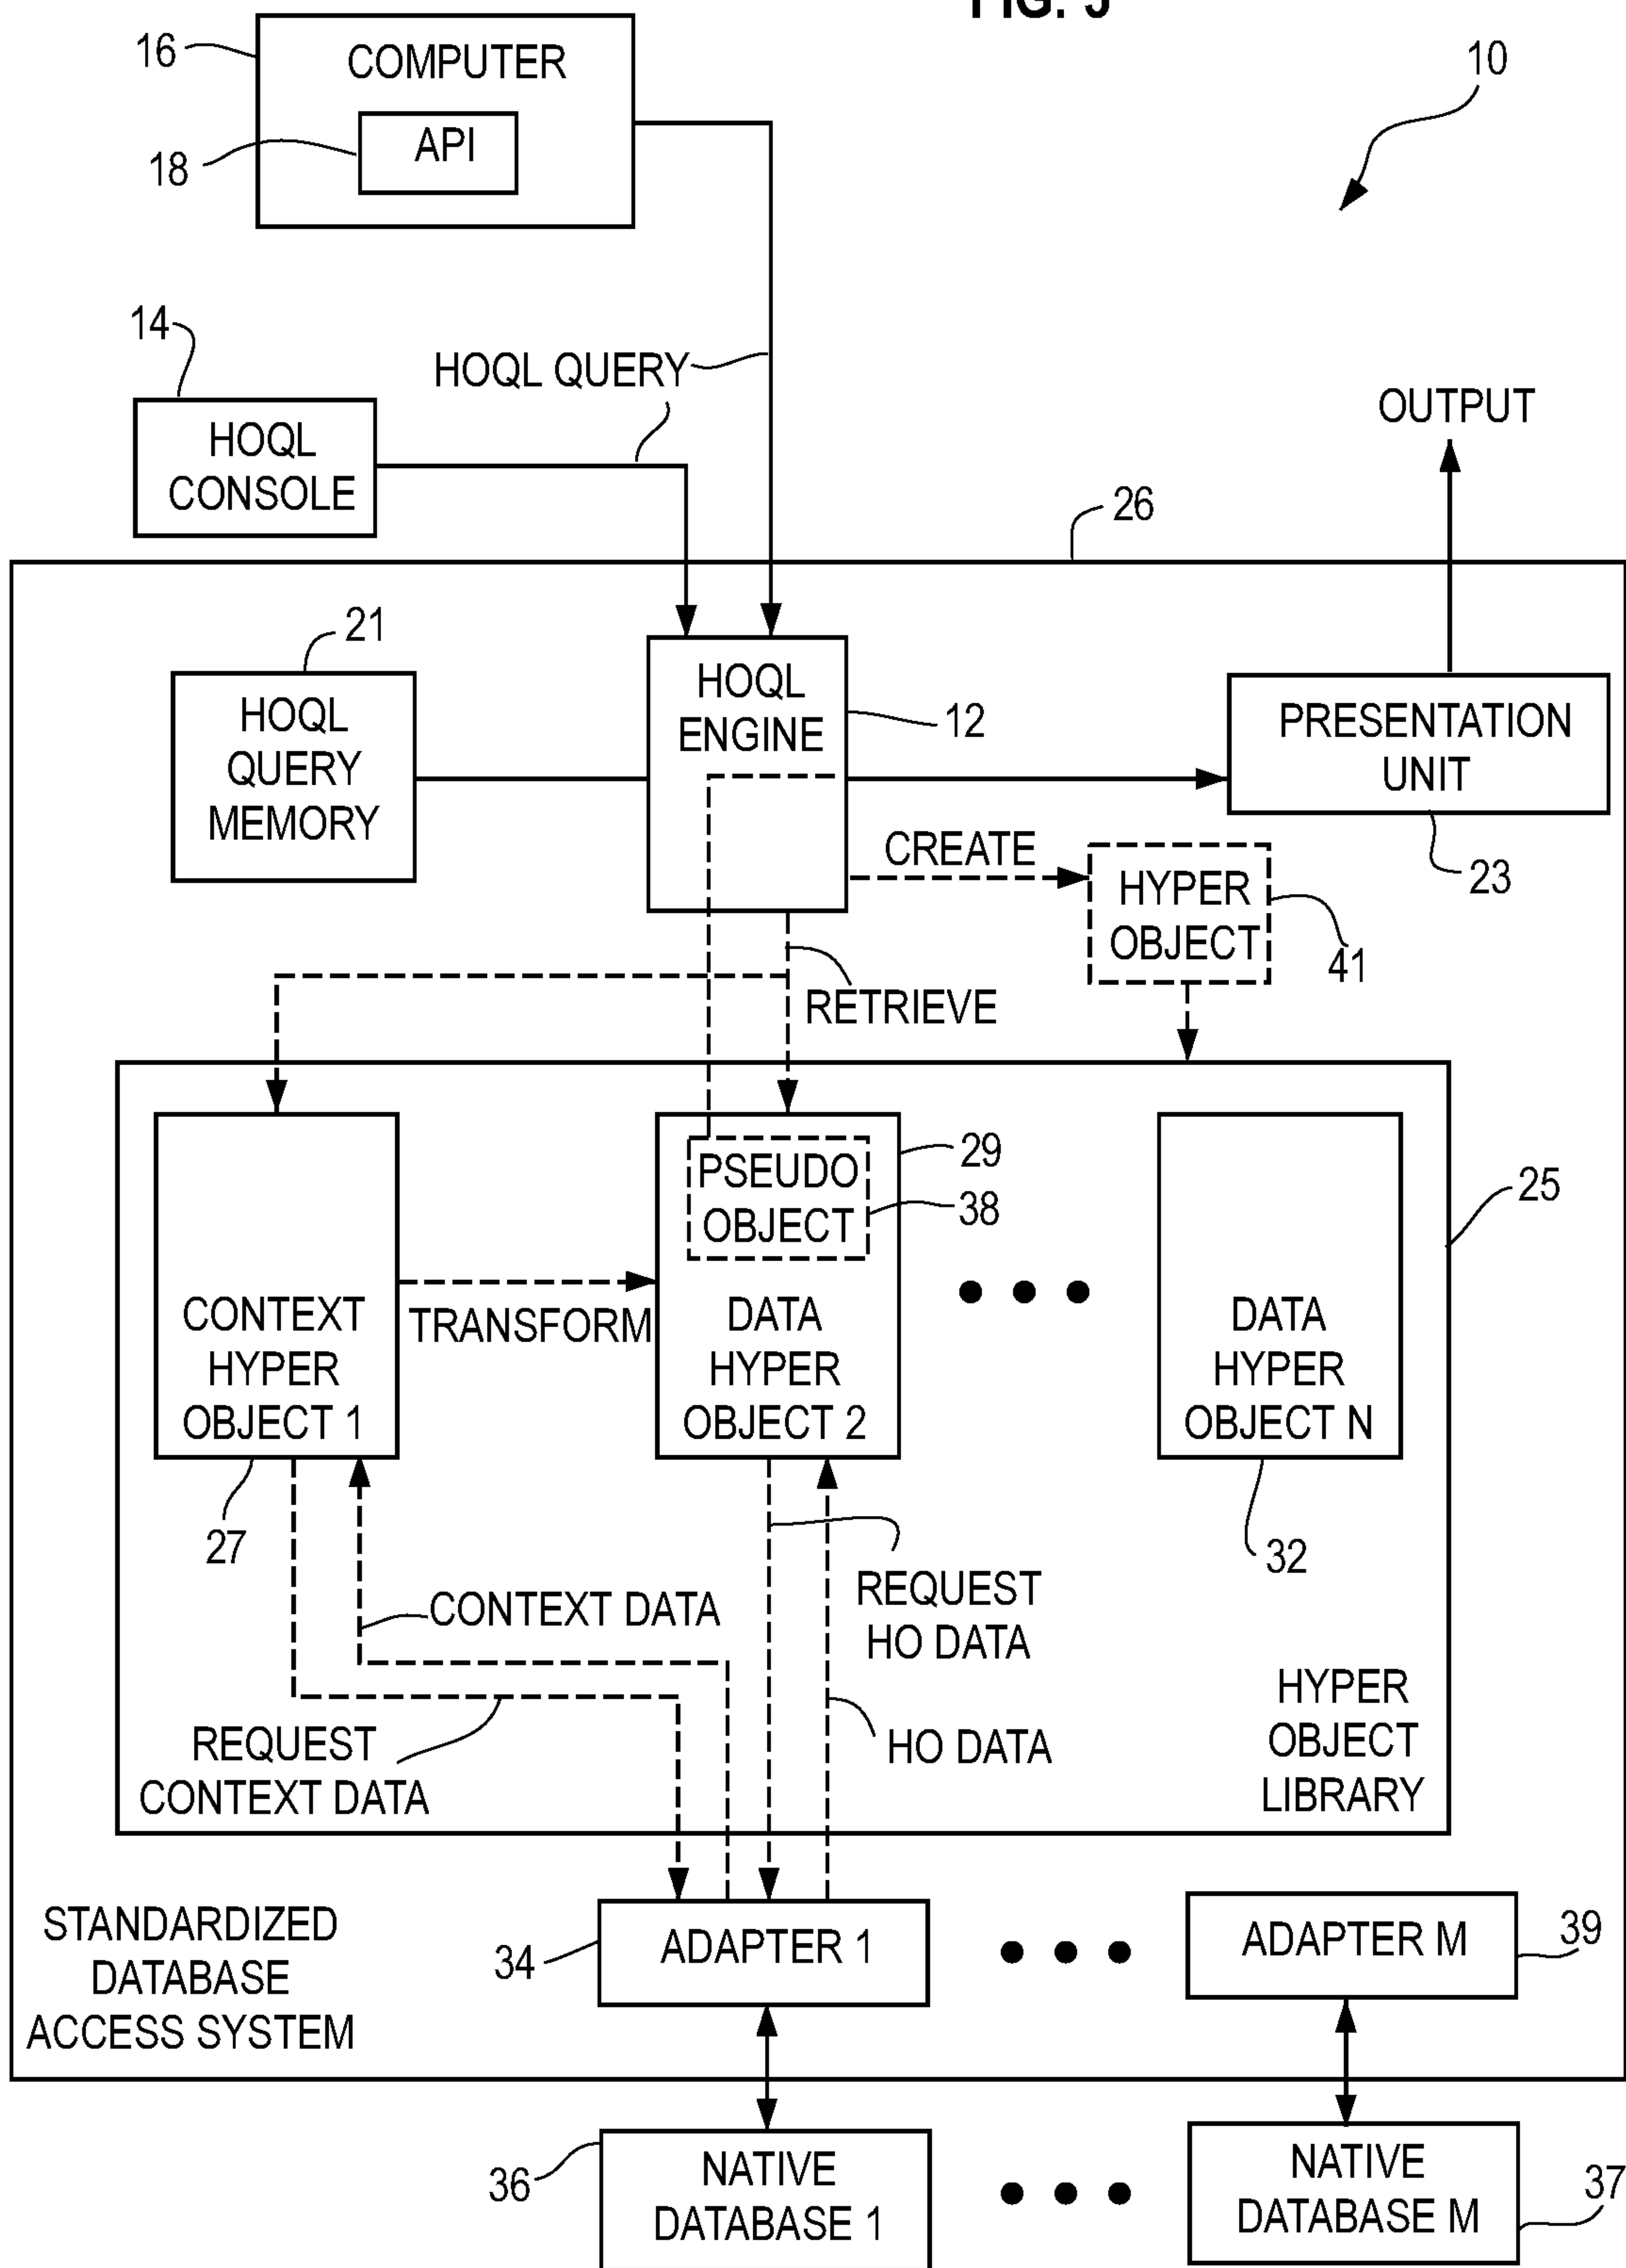 FIG.
16
COMPUTER
10
API
18
14
HOQL QUERY
OUTPUT
HOQL
CONSOLE
26
21
HOQL
QUERY
MEMORY
HOQL
ENGINE
12
PRESENTATION
UNIT
23
CREATE
HYPER
OBJECT
41
RETRIEVE
29
PSEUDO
OBJECT
38
25
CONTEXT
HYPER
OBJECT 1
TRANSFORM
DATA
HYPER
OBJECT 2
DATA
HYPER
OBJECT N
27
32
CONTEXT DATA
REQUEST
HO DATA
REQUEST
CONTEXT DATA
HO DATA
HYPER
OBJECT
LIBRARY
STANDARDIZED
DATABASE
ACCESS SYSTEM
34
ADAPTER 1
ADAPTER M
39
36
NATIVE
DATABASE 1
NATIVE
DATABASE M
37